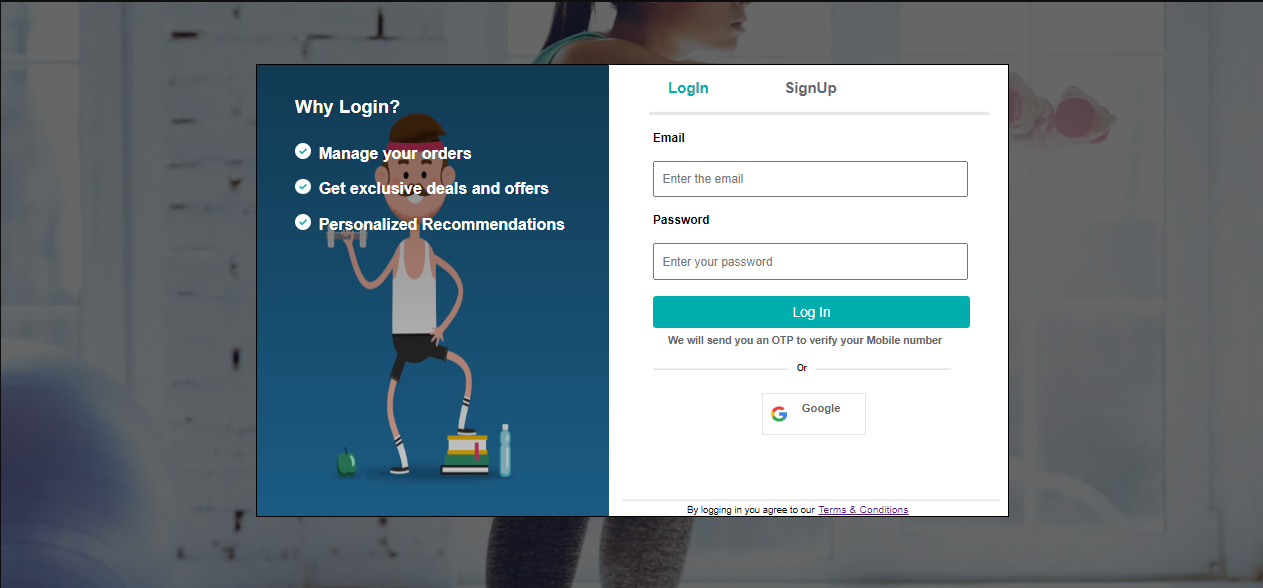 Why Login?
Manage your orders
Get exclusive deals and offers
Personalized Recommendations
LogIn SignUp
Email
Enter the email
Password
Enter your password
Log In
We will send you an OTP to verify your Mobile number
Or
Google
By logging in you agree to our Terms & Conditions